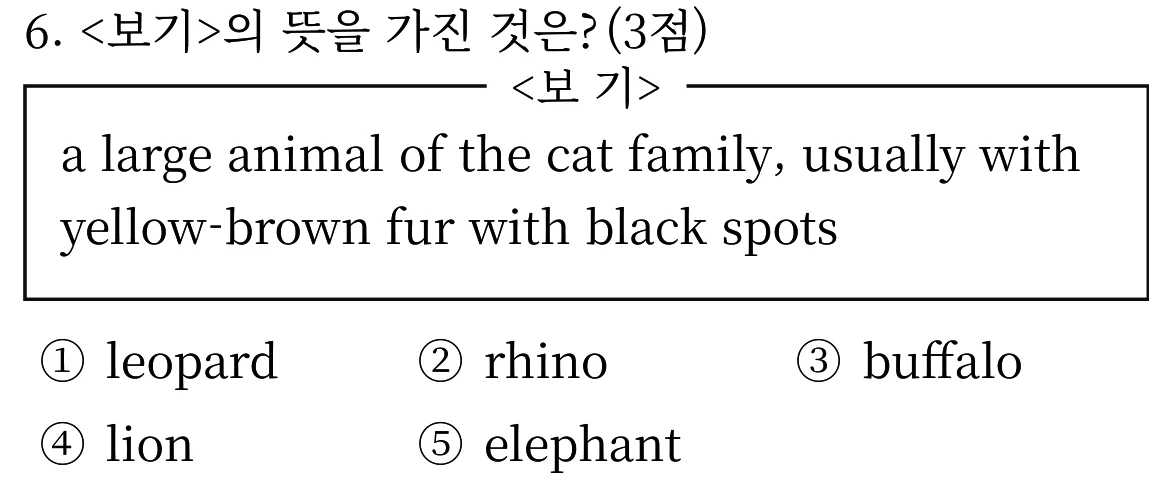 6. <보기>의 뜻을 가진 것은?(3점)
<보 기>
a large animal of the cat family, usually with
yellow-brown fur with black spots
① leopard ② rhino ③ buffalo
④ lion ⑤ elephant